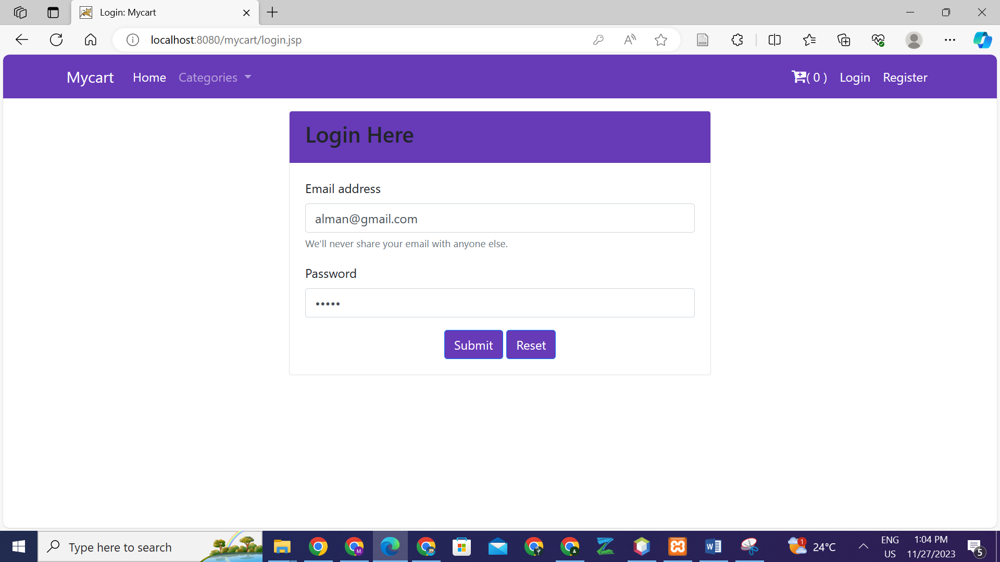 Login: Mycart
localhost:8080/mycart/login.jsp
Mycart Home Categories ( 0 ) Login Register
Login Here
Email address
alman@gmail.com
We'll never share your email with anyone else.
Password
•••••
Submit Reset
Type here to search
M
W
1
24°C
ENG
US
1:04 PM
11/27/2023
5